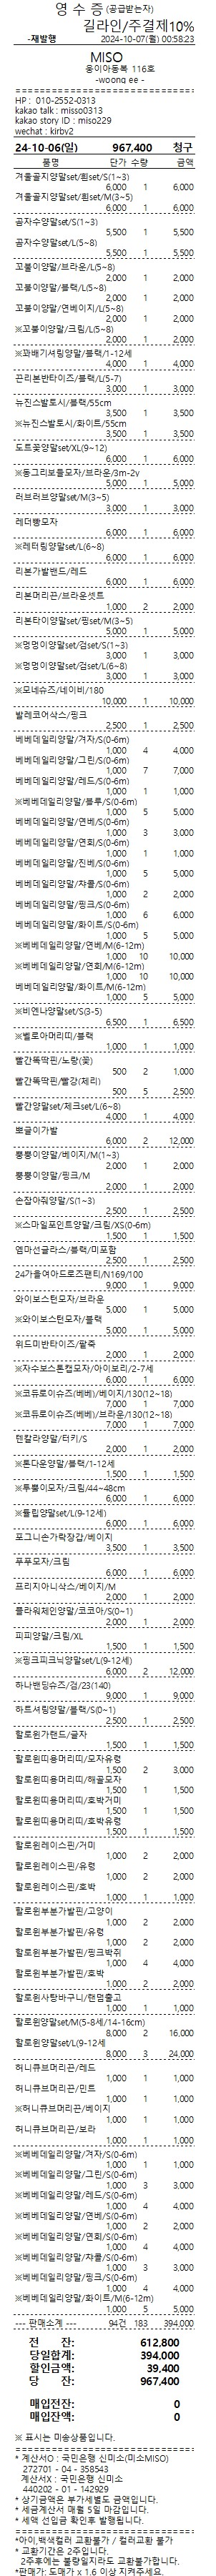 영 수 증 (공급받는자)
길라인/주결제10%
-재발행 2024-10-07(월) 00:58:23
MISO
웅이아동복 116호
-woong ee -
HP : 010-2552-0313
kakao talk : misso0313
kakao story ID : miso229
wechat : kirby2
24-10-06(일) 967,400 청구
품명 단가 수량 금액
겨울골지양말set/흰set/S(1~3)
6,000 1 6,000
겨울골지양말set/흰set/M(3~5)
6,000 1 6,000
곰자수양말set/S(1~3)
5,500 1 5,500
곰자수양말set/L(5~8)
5,500 1 5,500
꼬불이양말/브라운/L(5~8)
2,000 1 2,000
꼬불이양말/블랙/L(5~8)
2,000 1 2,000
꼬불이양말/연베이지/L(5~8)
2,000 1 2,000
※꼬불이양말/크림/L(5~8)
2,000 1 2,000
※꽈배기셔링양말/블랙/1-12세
4,000 1 4,000
끈리본반타이즈/블랙/L(5-7)
3,000 1 3,000
뉴진스발토시/블랙/55cm
3,500 1 3,500
※뉴진스발토시/화이트/55cm
3,500 1 3,500
도트꽃양말set/XL(9~12)
6,000 1 6,000
※동그리보틀모자/브라운/3m-2y
5,000 1 5,000
러브러브양말set/M(3~5)
3,000 1 3,000
레더빵모자
6,000 1 6,000
※레터링양말set/L(6~8)
6,000 1 6,000
리본가발밴드/레드
6,000 1 6,000
리본머리끈/브라운셋트
1,000 2 2,000
리본타이양말set/핑set/M(3~5)
5,000 1 5,000
※멍멍이양말set/검set/S(1~3)
3,000 1 3,000
※멍멍이양말set/검set/L(6~8)
3,000 1 3,000
※모네슈즈/네이비/180
10,000 1 10,000
발레코어삭스/핑크
2,500 1 2,500
베베데일리양말/겨자/S(0-6m)
1,000 4 4,000
베베데일리양말/그린/S(0-6m)
1,000 7 7,000
베베데일리양말/레드/S(0-6m)
1,000 1 1,000
※베베데일리양말/블루/S(0-6m)
1,000 5 5,000
베베데일리양말/연베/S(0-6m)
1,000 3 3,000
베베데일리양말/연회/S(0-6m)
1,000 1 1,000
베베데일리양말/진베/S(0-6m)
1,000 5 5,000
베베데일리양말/챠콜/S(0-6m)
1,000 2 2,000
베베데일리양말/핑크/S(0-6m)
1,000 6 6,000
베베데일리양말/화이트/S(0-6m)
1,000 5 5,000
※베베데일리양말/연베/M(6-12m)
1,000 10 10,000
※베베데일리양말/연회/M(6-12m)
1,000 10 10,000
베베데일리양말/화이트/M(6-12m)
1,000 5 5,000
※비엔나양말set/S(3-5)
6,500 1 6,500
※벨로아머리띠/블랙
1,000 1 1,000
빨간똑딱핀/노랑(꽃)
500 2 1,000
빨간똑딱핀/빨강(체리)
500 5 2,500
빨간양말set/체크set/L(6~8)
4,000 1 4,000
뽀글이가발
6,000 2 12,000
뿅뿅이양말/베이지/M(1~3)
2,000 1 2,000
뿅뿅이양말/핑크/M
2,000 1 2,000
손잡아줘양말/S(1~3)
2,500 1 2,500
※스마일포인트양말/크림/XS(0-6m)
1,500 1 1,500
엠마선글라스/블랙/미포함
2,500 1 2,500
24가을여아드로즈팬티/N169/100
9,000 1 9,000
와이보스턴모자/브라운
5,000 1 5,000
※와이보스턴모자/블랙
5,000 1 5,000
위드미반타이즈/팥죽
2,000 1 2,000
※자수보스톤캡모자/아이보리/2-7세
6,000 1 6,000
※코듀로이슈즈(베베)/베이지/130(12~18)
7,000 1 7,000
※코듀로이슈즈(베베)/브라운/130(12~18)
7,000 1 7,000
텐칼라양말/터키/S
2,000 1 2,000
※톤다운양말/블랙/1-12세
1,500 1 1,500
※투톤이모자/크림/44~48cm
6,000 1 6,000
※튤립양말set/L(9-12세)
6,000 1 6,000
포그니손가락장갑/베이지
3,500 1 3,500
푸푸모자/크림
6,000 1 6,000
프리지아니삭스/베이지/M
2,000 1 2,000
플라워체인양말/코코아/S(0~1)
2,000 1 2,000
피피양말/크림/XL
1,500 1 1,500
※핑크피크닉양말set/L(9-12세)
6,000 2 12,000
하나밴딩슈즈/검/23(140)
9,000 1 9,000
하트셔링양말/블랙/S(0~1)
2,500 1 2,500
할로윈가랜드/글자
1,500 1 1,500
할로윈띠용머리띠/모자유령
1,500 2 3,000
할로윈띠용머리띠/해골모자
1,500 1 1,500
할로윈띠용머리띠/호박거미
1,500 1 1,500
할로윈띠용머리띠/호박유령
1,500 1 1,500
할로윈레이스핀/거미
1,000 2 2,000
할로윈레이스핀/유령
1,000 2 2,000
할로윈레이스핀/호박
1,000 1 1,000
할로윈부분가발핀/고양이
1,000 2 2,000
할로윈부분가발핀/유령
1,000 2 2,000
할로윈부분가발핀/핑크박쥐
1,000 4 4,000
할로윈부분가발핀/호박
1,000 2 2,000
할로윈사탕바구니/랜덤출고
1,000 1 1,000
할로윈양말set/M(5-8세/14-16cm)
8,000 2 16,000
할로윈양말set/L(9-12세
8,000 3 24,000
허니큐브머리끈/레드
1,000 1 1,000
허니큐브머리끈/민트
1,000 1 1,000
※허니큐브머리끈/베이지
1,000 1 1,000
허니큐브머리끈/보라
1,000 1 1,000
※베베데일리양말/겨자/S(0-6m)
1,000 1 1,000
※베베데일리양말/그린/S(0-6m)
1,000 3 3,000
※베베데일리양말/레드/S(0-6m)
1,000 4 4,000
※베베데일리양말/연베/S(0-6m)
1,000 2 2,000
※베베데일리양말/연회/S(0-6m)
1,000 4 4,000
※베베데일리양말/챠콜/S(0-6m)
1,000 3 3,000
※베베데일리양말/핑크/S(0-6m)
1,000 4 4,000
※베베데일리양말/화이트/M(6-12m)
1,000 5 5,000
--- 판매소계 --- 94건 183 394,000
전 잔: 612,800
당일합계: 394,000
할인금액: 39,400
당 잔: 967,400
매입전잔: 0
매입잔액: 0
※ 표시는 미송상품입니다.
* 계산서O : 국민은행 신미소(미소MISO)
272701 - 04 - 358543
계산서X : 국민은행 신미소
440202 - 01 - 142929
* 상기금액은 부가세별도 금액입니다.
* 세금계산서 매월 5일 마감입니다.
* 세액 선입금 확인후 발행됩니다.
*아이,백색컬러 교환불가 / 컬러교환 불가
*교환기간은 2주입니다.
2주후에는 불량일지라도 교환불가합니다.
*판매가: 도매가 x 1.6 이상 지켜주세요.